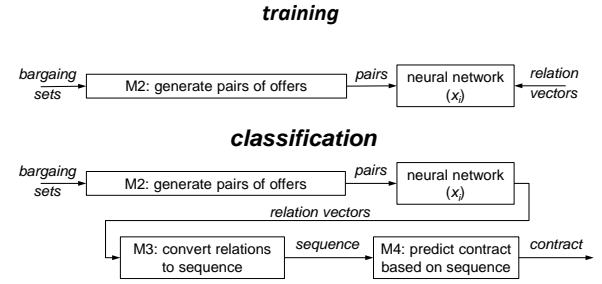 training
bargaing
sets
M2: generate pairs of offers
pairs
neural network
(xi)
relation
vectors
classification
bargaing
sets
M2: generate pairs of offers
pairs
neural network
(xi)
relation vectors
M3: convert relations
to sequence
sequence
M4: predict contract
based on sequence
contract